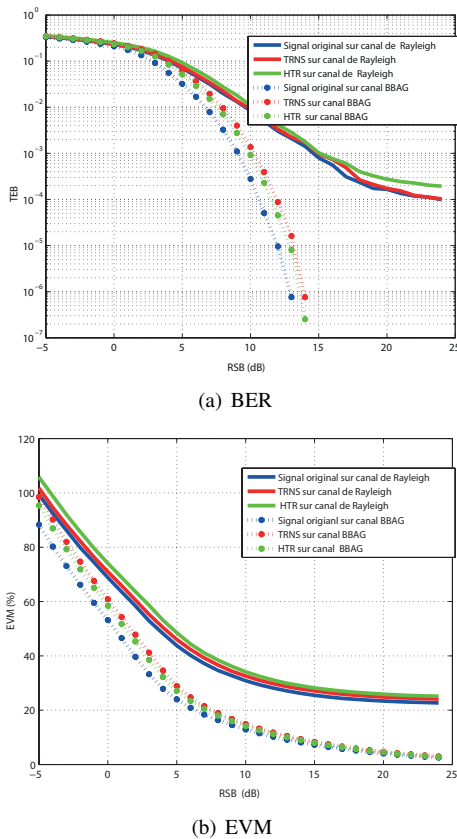 10^0
10^-1
10^-2
10^-3
10^-4
10^-5
10^-6
10^-7
TEB
Signal original sur canal de Rayleigh
TRNS sur canal de Rayleigh
HTR sur canal de Rayleigh
Signal original sur canal BBAG
TRNS sur canal BBAG
HTR sur canal BBAG
−5 0 5 10 15 20 25
RSB (dB)
(a) BER
120
100
80
60
40
20
0
EVM (%)
Signal original sur canal de Rayleigh
TRNS sur canal de Rayleigh
HTR sur canal de Rayleigh
Signal origianl sur canal BBAG
TRNS sur canal BBAG
HTR sur canal BBAG
−5 0 5 10 15 20 25
RSB (dB)
(b) EVM